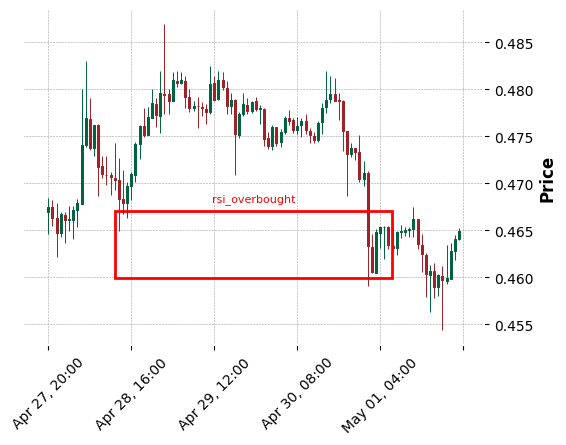 0.485
0.480
0.475
0.470
0.465
0.460
0.455
Price
rsi_overbought
Apr 27, 20:00
Apr 28, 16:00
Apr 29, 12:00
Apr 30, 08:00
May 01, 04:00